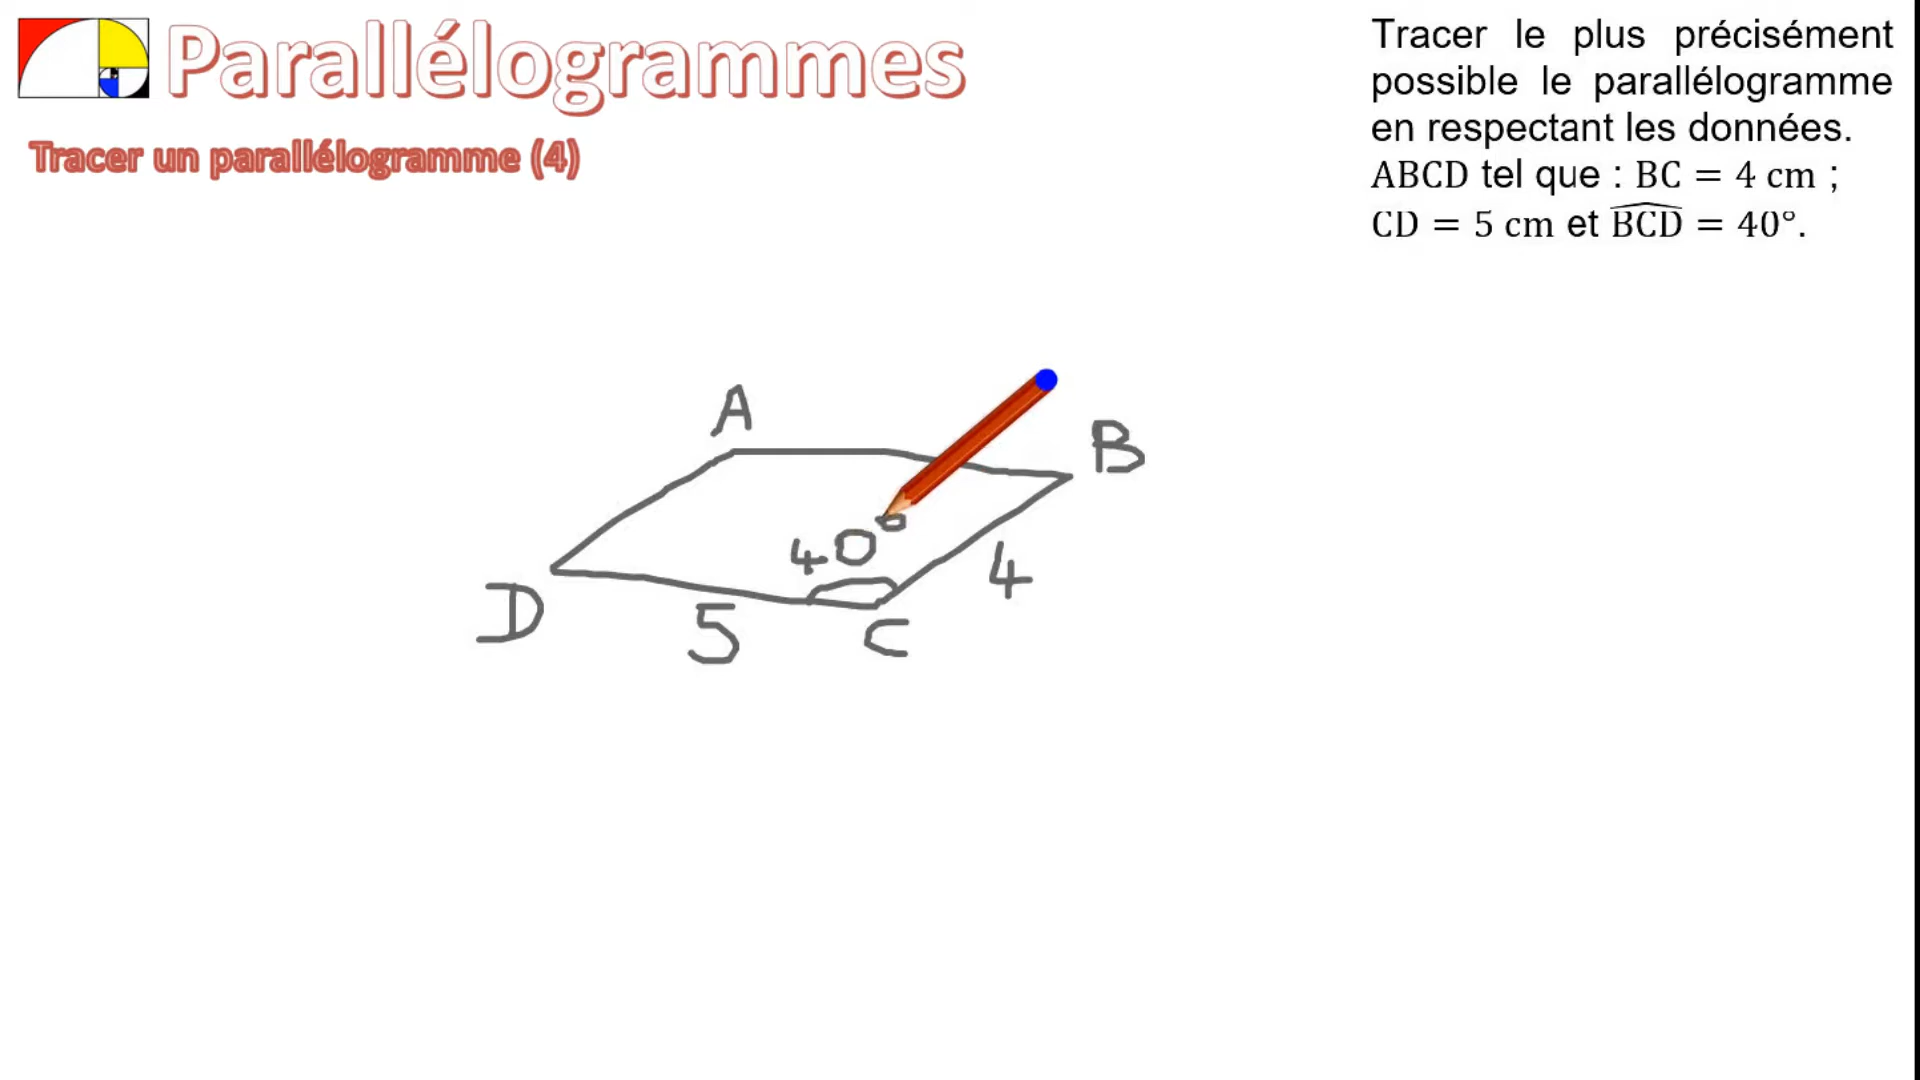 Parallélogrammes
Tracer un parallélogramme (4)
Tracer le plus précisément
possible le parallélogramme
en respectant les données.
ABCD tel que : BC = 4 cm ;
CD = 5 cm et \widehat{BCD} = 40°.
A
B
40°
4
D
5
C